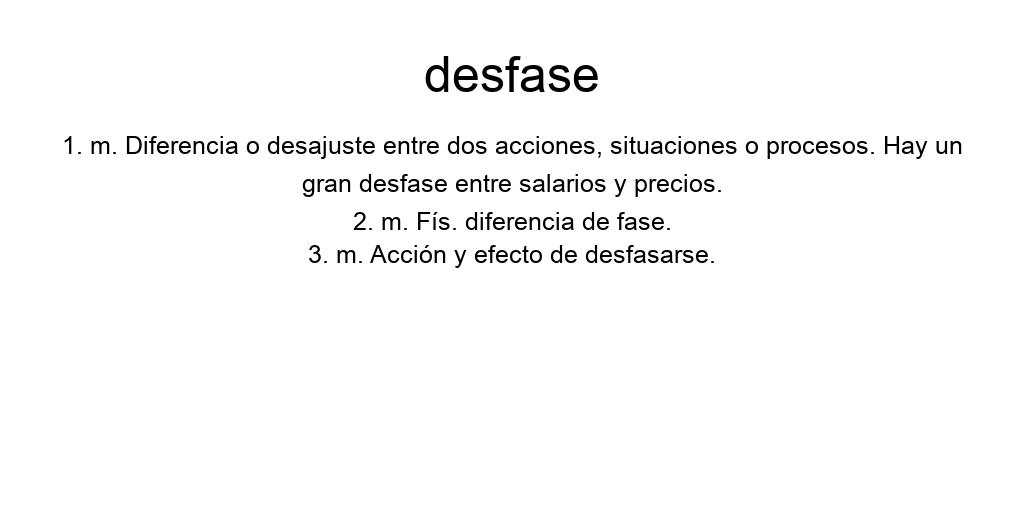 desfase
1. m. Diferencia o desajuste entre dos acciones, situaciones o procesos. Hay un
gran desfase entre salarios y precios.
2. m. Fís. diferencia de fase.
3. m. Acción y efecto de desfasarse.